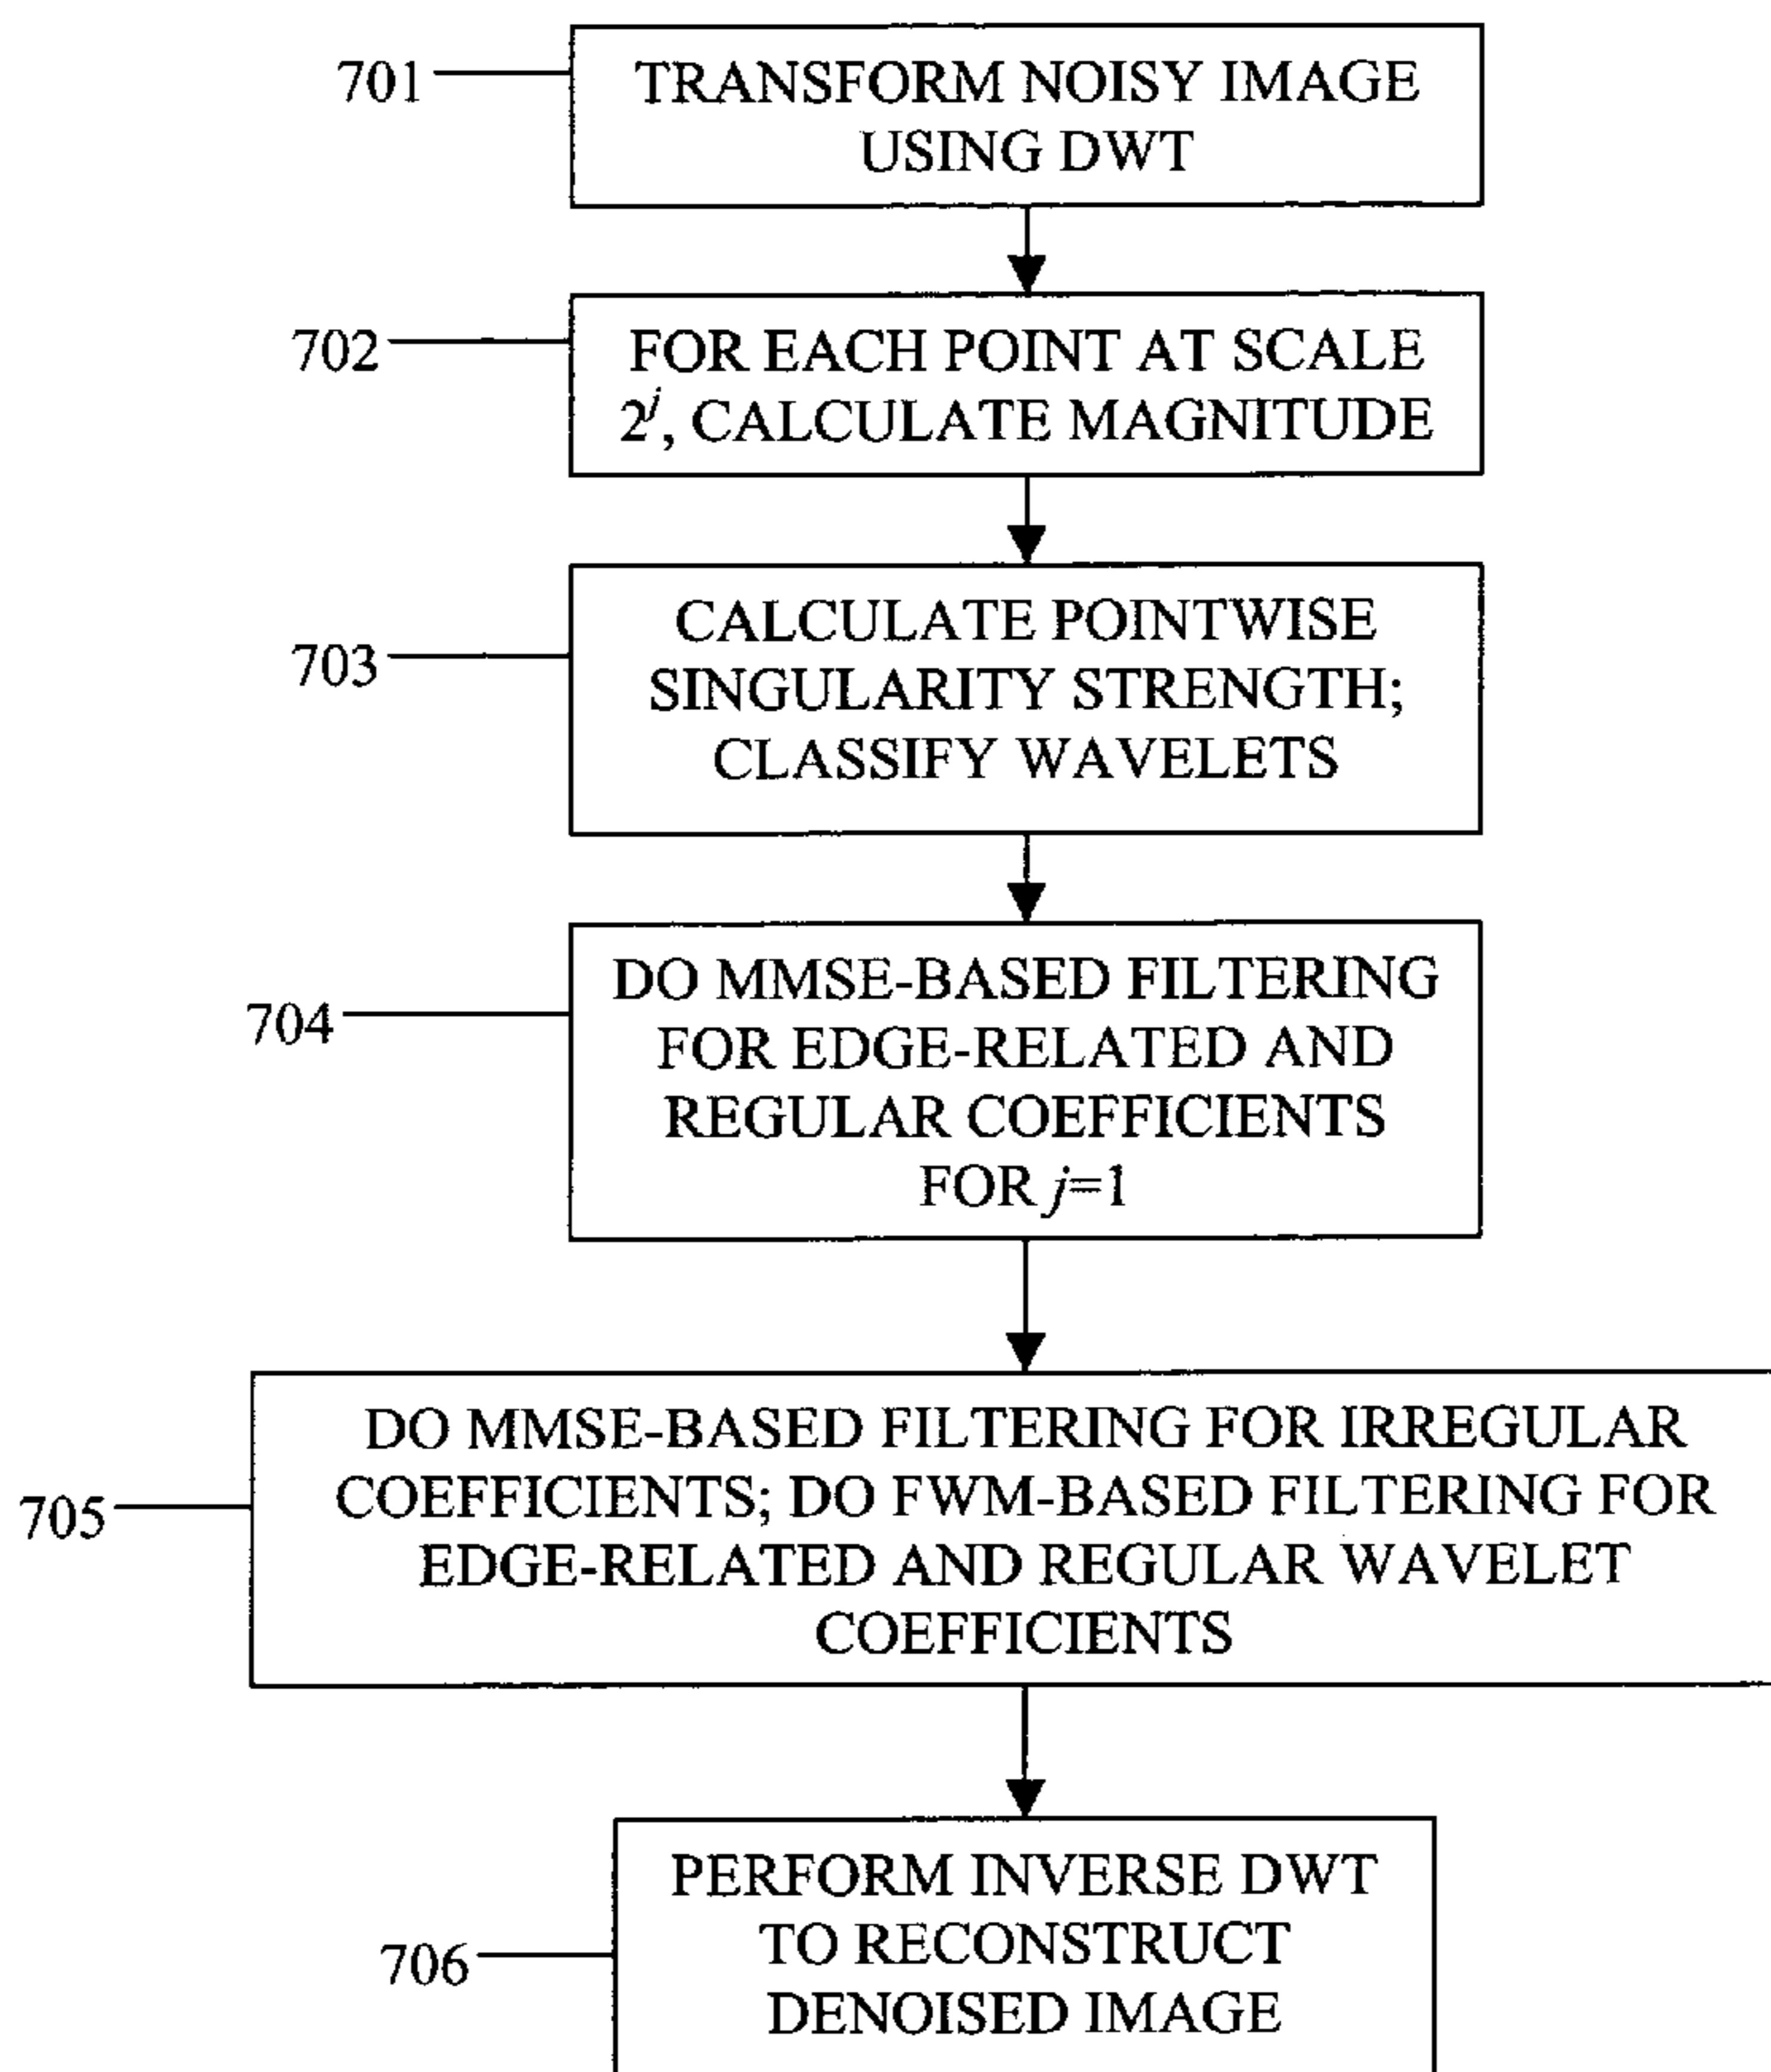 701
TRANSFORM NOISY IMAGE
USING DWT
702
FOR EACH POINT AT SCALE
2^j, CALCULATE MAGNITUDE
703
CALCULATE POINTWISE
SINGULARITY STRENGTH;
CLASSIFY WAVELETS
704
DO MMSE-BASED FILTERING
FOR EDGE-RELATED AND
REGULAR COEFFICIENTS
FOR j=1
705
DO MMSE-BASED FILTERING FOR IRREGULAR
COEFFICIENTS; DO FWM-BASED FILTERING FOR
EDGE-RELATED AND REGULAR WAVELET
COEFFICIENTS
706
PERFORM INVERSE DWT
TO RECONSTRUCT
DENOISED IMAGE